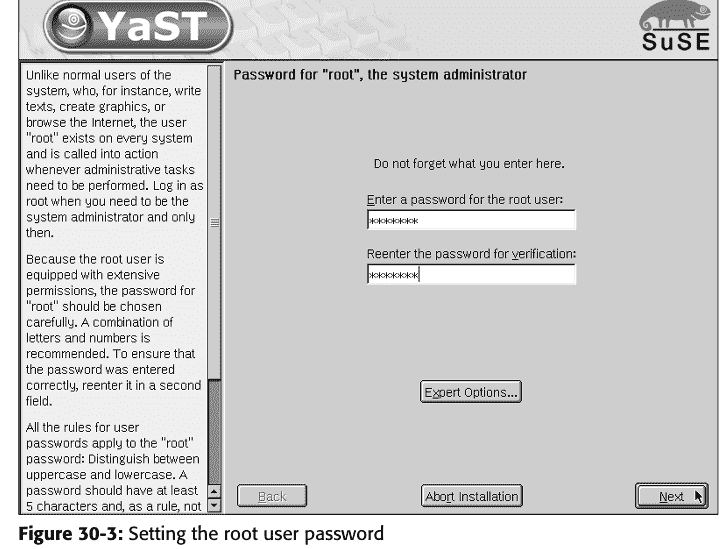 YaST
SuSE
Unlike normal users of the
system, who, for instance, write
texts, create graphics, or
browse the Internet, the user
"root" exists on every system
and is called into action
whenever administrative tasks
need to be performed. Log in as
root when you need to be the
system administrator and only
then.
Because the root user is
equipped with extensive
permissions, the password for
"root" should be chosen
carefully. A combination of
letters and numbers is
recommended. To ensure that
the password was entered
correctly, reenter it in a second
field.
All the rules for user
passwords apply to the "root"
password: Distinguish between
uppercase and lowercase. A
password should have at least
5 characters and, as a rule, not
Password for "root", the system administrator
Do not forget what you enter here.
Enter a password for the root user:
*******
Reenter the password for verification:
*******
Expert Options...
Back
Abort Installation
Next
Figure 30-3: Setting the root user password